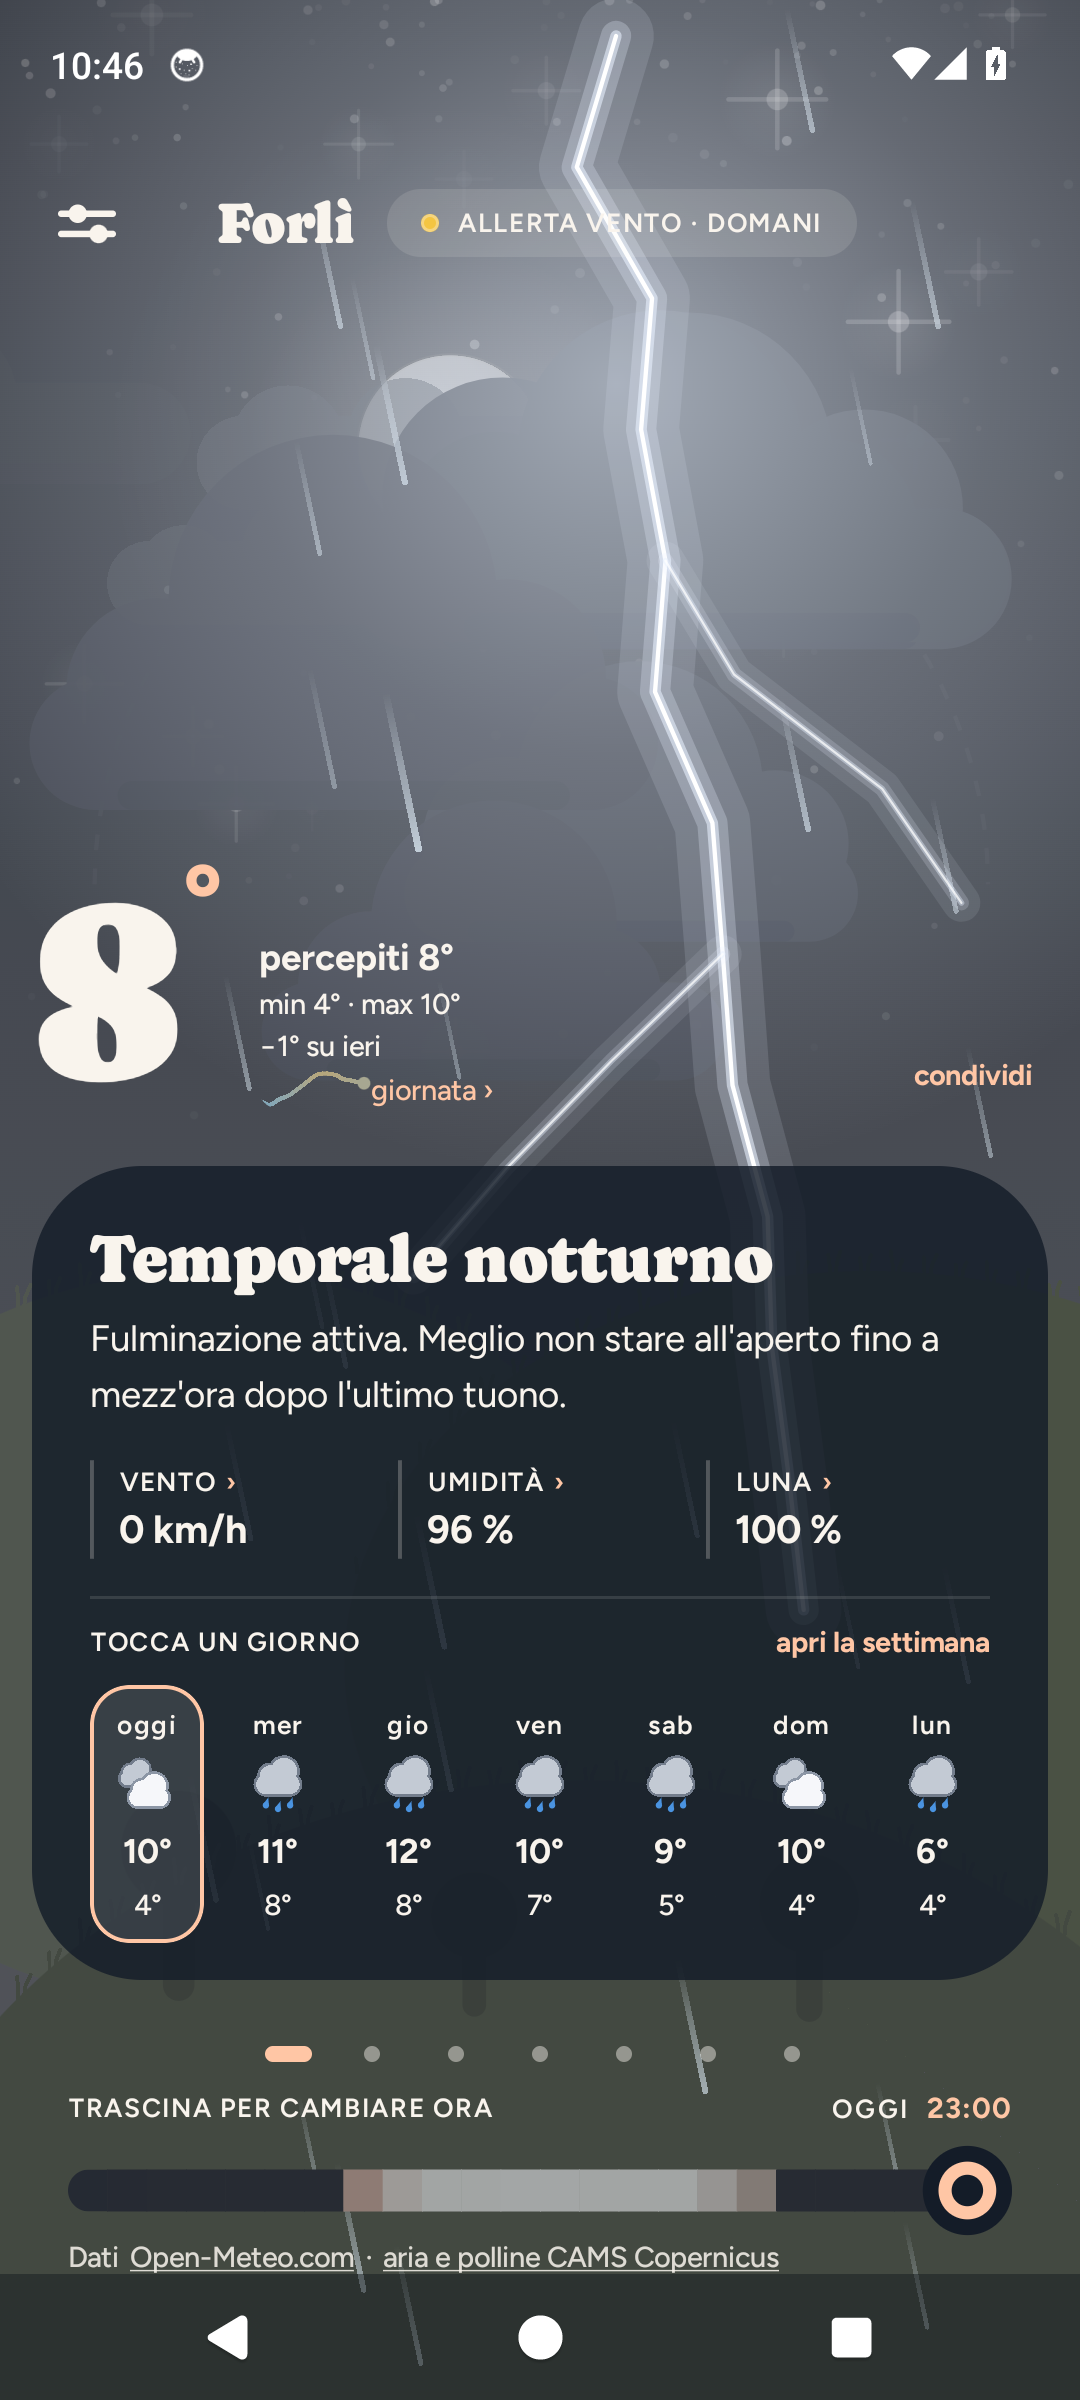 10:46
Forlì
ALLERTA VENTO · DOMANI
8°
percepiti 8°
min 4° · max 10°
−1° su ieri
giornata ›
condividi
Temporale notturno
Fulminazione attiva. Meglio non stare all'aperto fino a
mezz'ora dopo l'ultimo tuono.
VENTO › UMIDITÀ › LUNA ›
0 km/h 96 % 100 %
TOCCA UN GIORNO apri la settimana
oggi mer gio ven sab dom lun
10° 11° 12° 10° 9° 10° 6°
4° 8° 8° 7° 5° 4° 4°
TRASCINA PER CAMBIARE ORA OGGI 23:00
Dati Open-Meteo.com · aria e polline CAMS Copernicus